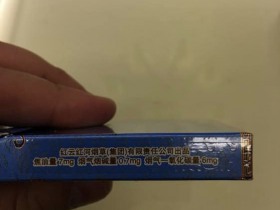 红云红河烟草(集团)有限责任公司出品
焦油量7mg 烟气烟碱量0.7mg 烟气一氧化碳量6mg